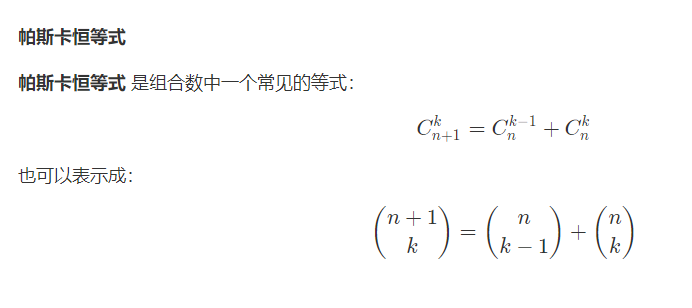 帕斯卡恒等式
帕斯卡恒等式 是组合数中一个常见的等式：
$C_{n+1}^{k} = C_{n}^{k-1} + C_{n}^{k}$
也可以表示成：
$\binom{n+1}{k} = \binom{n}{k-1} + \binom{n}{k}$